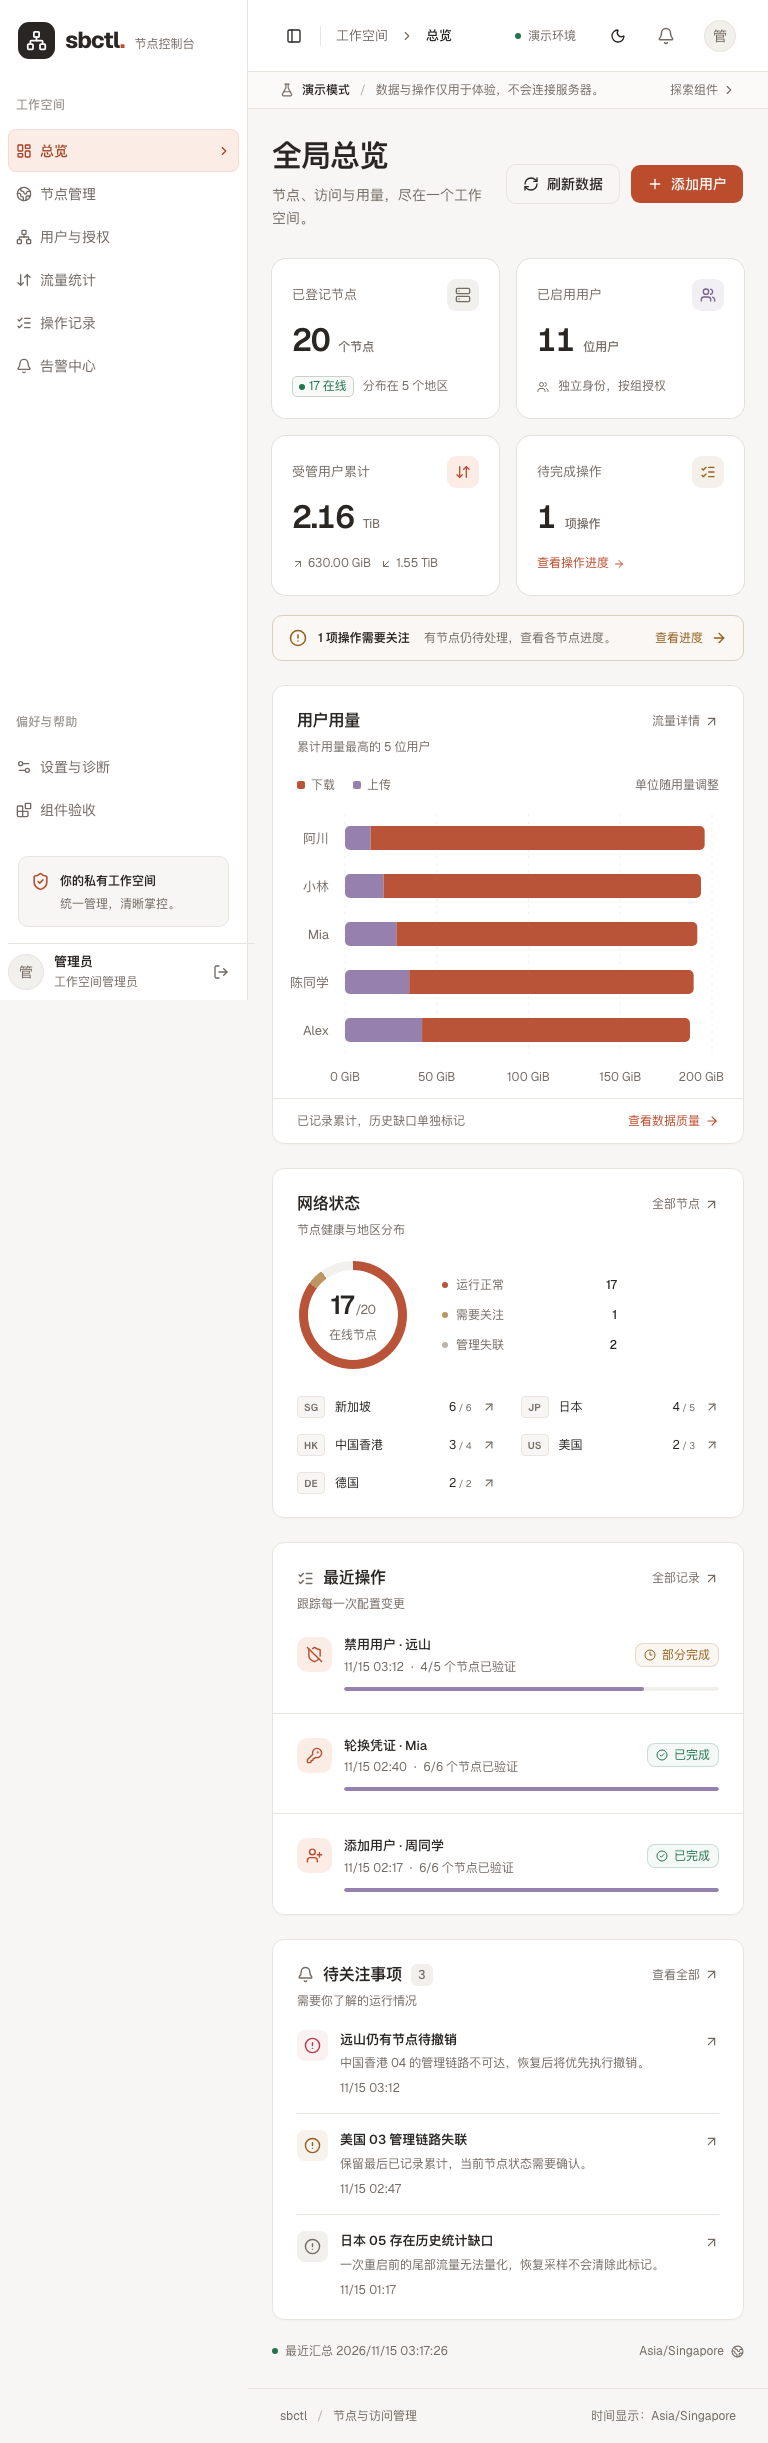 sbctl. 节点控制台
工作空间
总览
节点管理
用户与授权
流量统计
操作记录
告警中心
偏好与帮助
设置与诊断
组件验收
你的私有工作空间
统一管理，清晰掌控。
管 管理员
工作空间管理员
工作空间 > 总览 演示环境 管
演示模式 / 数据与操作仅用于体验，不会连接服务器。 探索组件
全局总览
节点、访问与用量，尽在一个工作
空间。
刷新数据 添加用户
已登记节点
20 个节点
17 在线 分布在 5 个地区
已启用用户
11 位用户
独立身份，按组授权
受管用户累计
2.16 TiB
630.00 GiB 1.55 TiB
待完成操作
1 项操作
查看操作进度 →
1 项操作需要关注 有节点仍待处理，查看各节点进度。 查看进度 →
用户用量 流量详情
累计用量最高的 5 位用户
下载 上传 单位随用量调整
阿川
小林
Mia
陈同学
Alex
0 GiB 50 GiB 100 GiB 150 GiB 200 GiB
已记录累计，历史缺口单独标记 查看数据质量 →
网络状态 全部节点
节点健康与地区分布
17/20
在线节点
运行正常 17
需要关注 1
管理失联 2
SG 新加坡 6 / 6 JP 日本 4 / 5
HK 中国香港 3 / 4 US 美国 2 / 3
DE 德国 2 / 2
最近操作 全部记录
跟踪每一次配置变更
禁用用户 · 远山
11/15 03:12 · 4/5 个节点已验证 部分完成
轮换凭证 · Mia
11/15 02:40 · 6/6 个节点已验证 已完成
添加用户 · 周同学
11/15 02:17 · 6/6 个节点已验证 已完成
待关注事项 3 查看全部
需要你了解的运行情况
远山仍有节点待撤销
中国香港 04 的管理链路不可达，恢复后将优先执行撤销。
11/15 03:12
美国 03 管理链路失联
保留最后已记录累计，当前节点状态需要确认。
11/15 02:47
日本 05 存在历史统计缺口
一次重启前的尾部流量无法量化，恢复采样不会清除此标记。
11/15 01:17
最近汇总 2026/11/15 03:17:26 Asia/Singapore
sbctl / 节点与访问管理 时间显示：Asia/Singapore